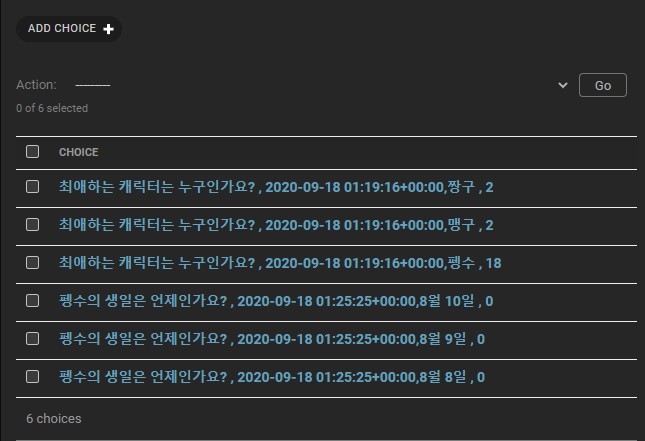 ADD CHOICE +
Action: --------- Go
0 of 6 selected
CHOICE
최애하는 캐릭터는 누구인가요? , 2020-09-18 01:19:16+00:00,짱구 , 2
최애하는 캐릭터는 누구인가요? , 2020-09-18 01:19:16+00:00,맹구 , 2
최애하는 캐릭터는 누구인가요? , 2020-09-18 01:19:16+00:00,펭수 , 18
펭수의 생일은 언제인가요? , 2020-09-18 01:25:25+00:00,8월 10일 , 0
펭수의 생일은 언제인가요? , 2020-09-18 01:25:25+00:00,8월 9일 , 0
펭수의 생일은 언제인가요? , 2020-09-18 01:25:25+00:00,8월 8일 , 0
6 choices